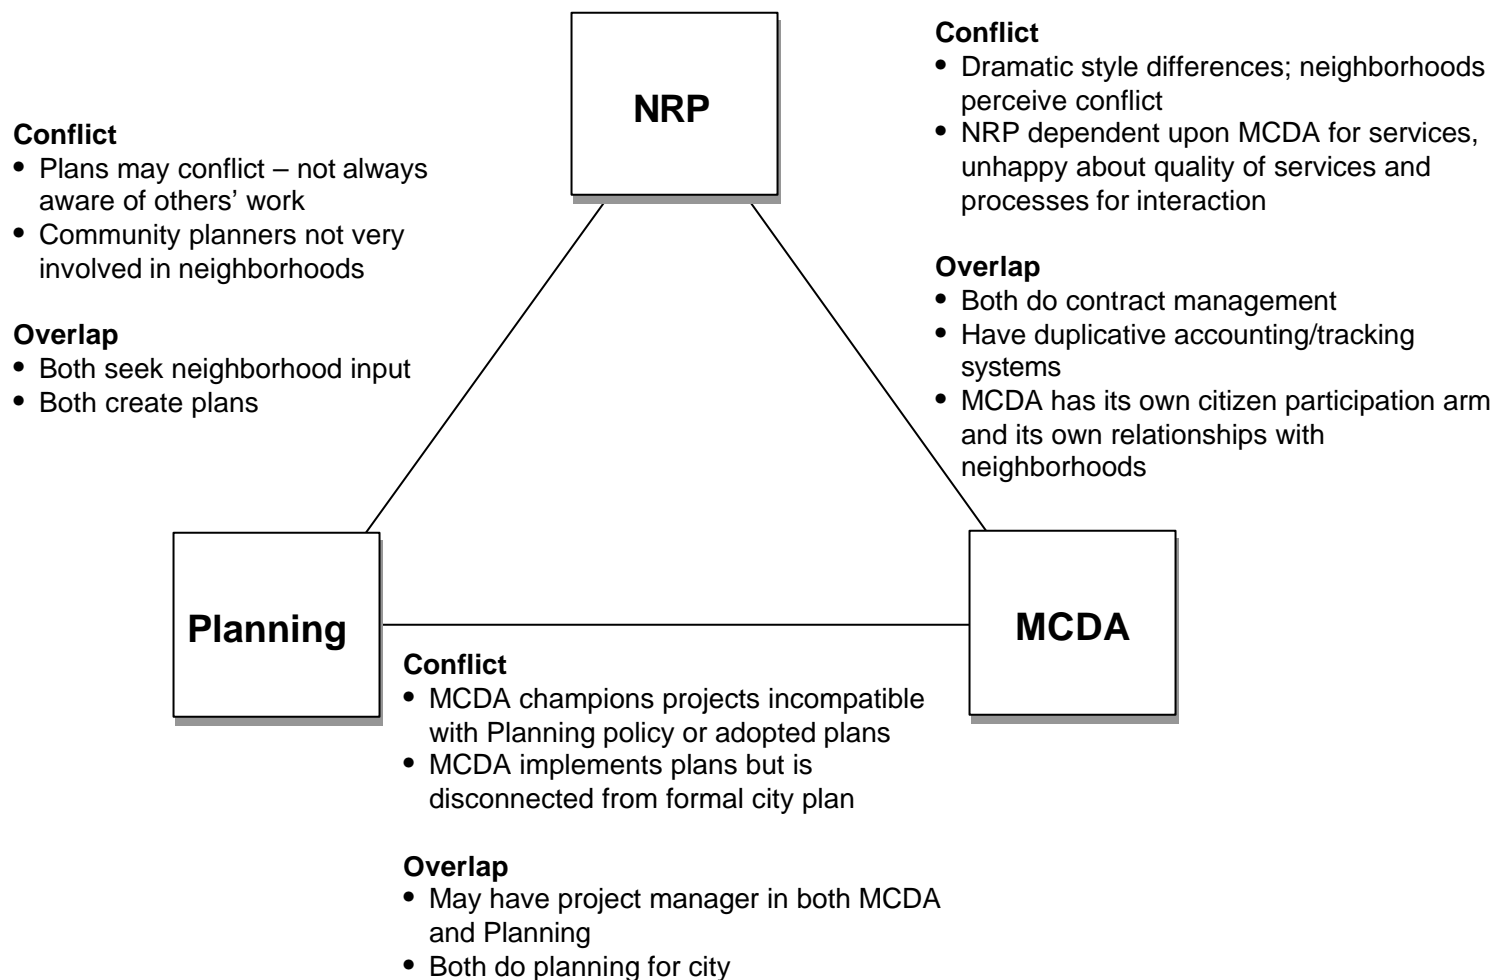 NRP
Conflict
• Plans may conflict – not always
aware of others’ work
• Community planners not very
involved in neighborhoods
Overlap
• Both seek neighborhood input
• Both create plans
Conflict
• Dramatic style differences; neighborhoods
perceive conflict
• NRP dependent upon MCDA for services,
unhappy about quality of services and
processes for interaction
Overlap
• Both do contract management
• Have duplicative accounting/tracking
systems
• MCDA has its own citizen participation arm
and its own relationships with
neighborhoods
Planning
MCDA
Conflict
• MCDA champions projects incompatible
with Planning policy or adopted plans
• MCDA implements plans but is
disconnected from formal city plan
Overlap
• May have project manager in both MCDA
and Planning
• Both do planning for city